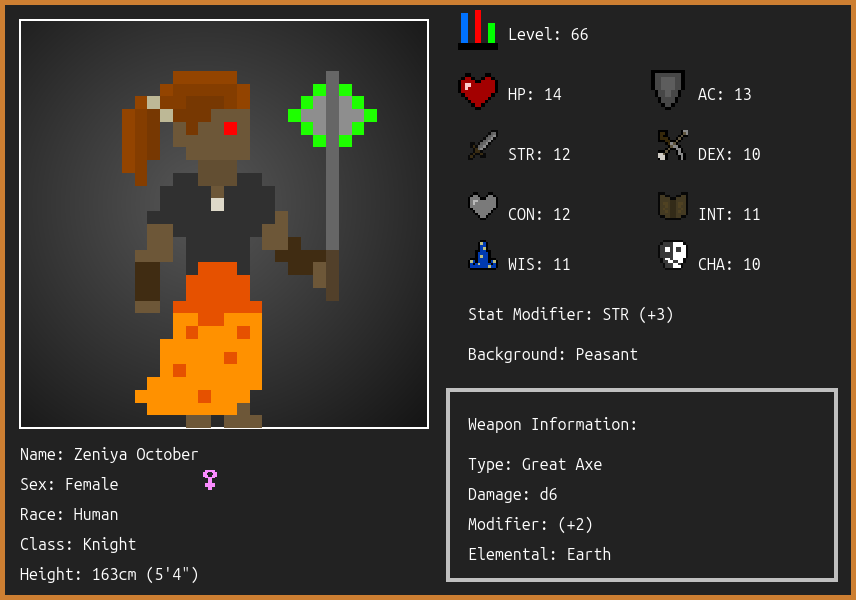 Level: 66
HP: 14
AC: 13
STR: 12
DEX: 10
CON: 12
INT: 11
WIS: 11
CHA: 10
Stat Modifier: STR (+3)
Background: Peasant
Weapon Information:
Type: Great Axe
Damage: d6
Modifier: (+2)
Elemental: Earth
Name: Zeniya October
Sex: Female
Race: Human
Class: Knight
Height: 163cm (5'4")